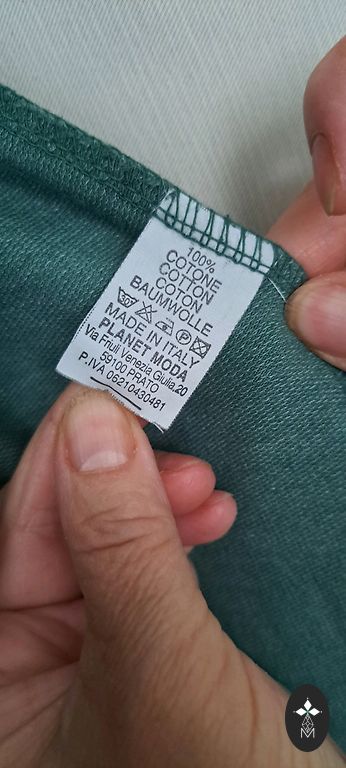 100%
COTONE
COTTON
COTON
BAUMWOLLE
30° P
MADE IN ITALY
PLANET MODA
Via Friuli Venezia Giulia.20
59100 PRATO
P.IVA 06210430481
M